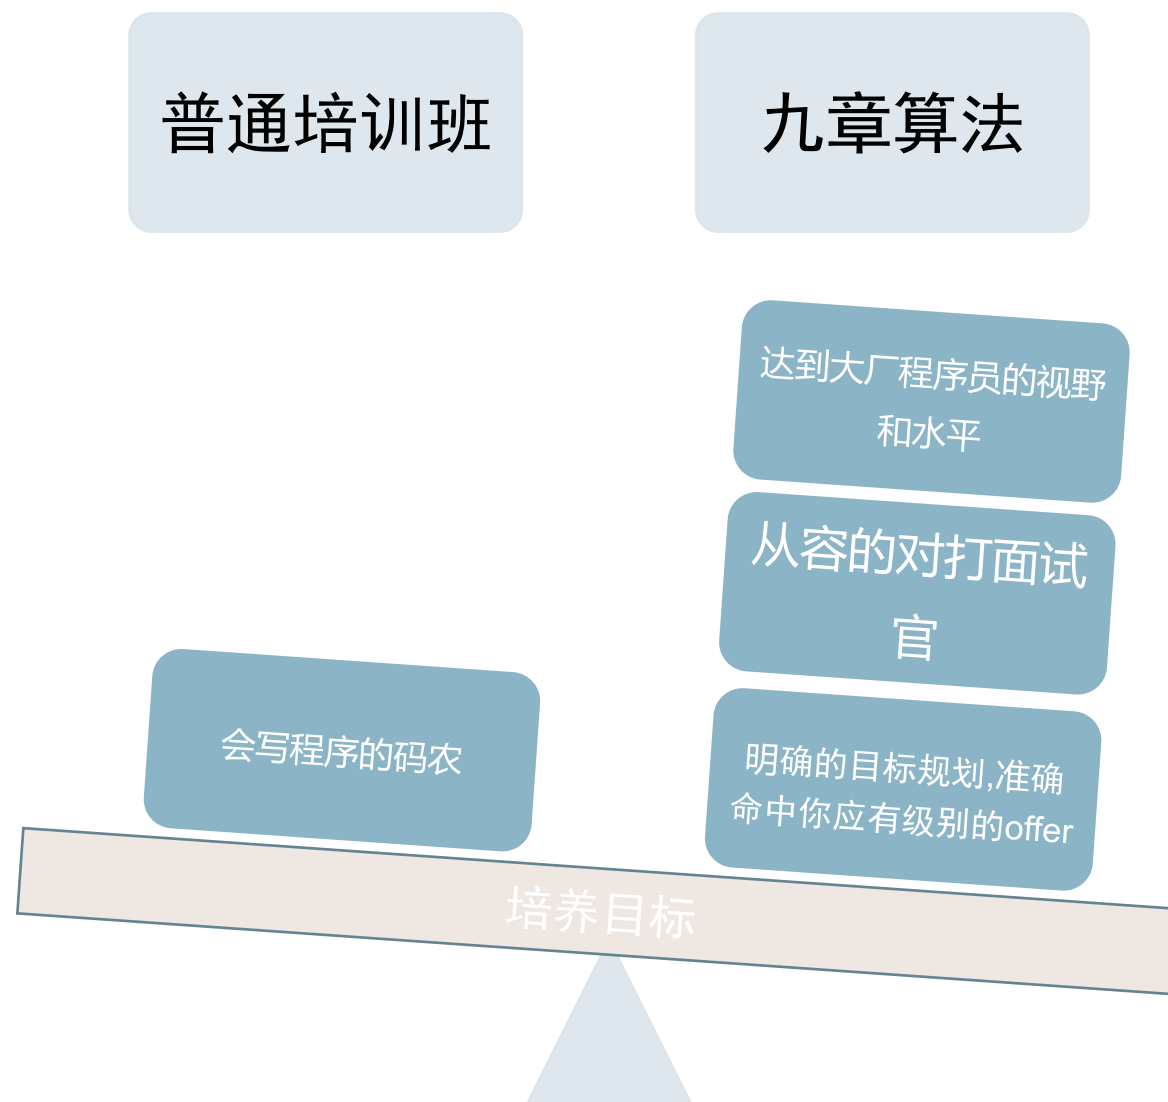 普通培训班
九章算法
达到大厂程序员的视野
和水平
从容的对打面试
官
会写程序的码农
明确的目标规划,准确
命中你应有级别的offer
培养目标